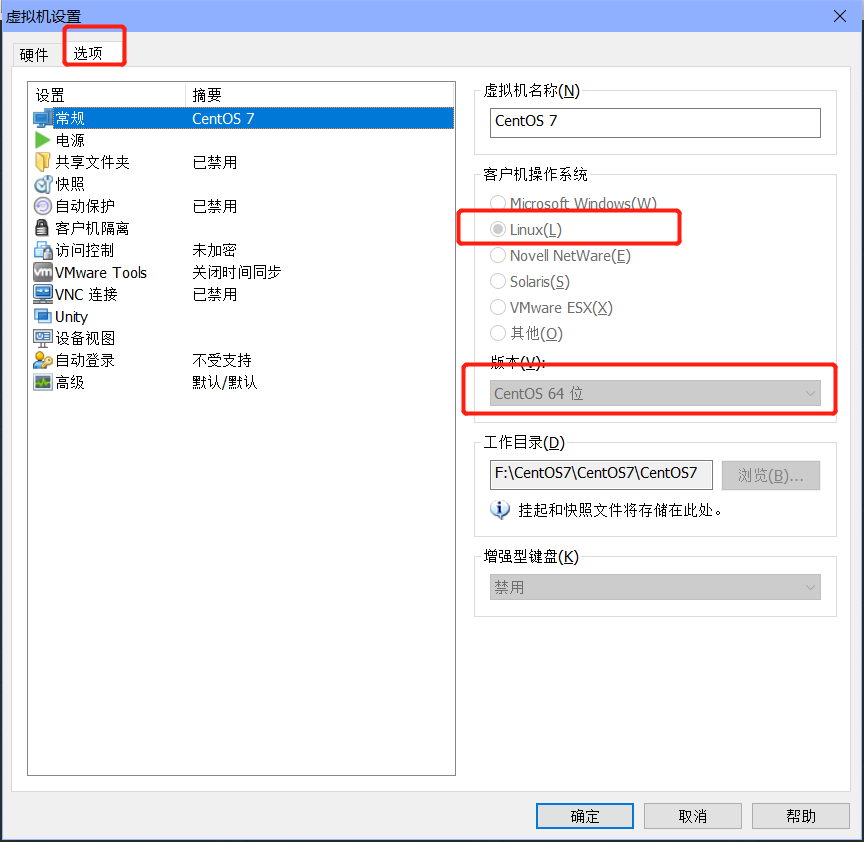 虚拟机设置
硬件 选项
设置 摘要
常规 CentOS 7
电源
共享文件夹 已禁用
快照
自动保护 已禁用
客户机隔离
访问控制 未加密
VMware Tools 关闭时间同步
VNC 连接 已禁用
Unity
设备视图
自动登录 不受支持
高级 默认/默认
虚拟机名称(N)
CentOS 7
客户机操作系统
Microsoft Windows(W)
Linux(L)
Novell NetWare(E)
Solaris(S)
VMware ESX(X)
其他(O)
版本(V):
CentOS 64 位
工作目录(D)
F:\CentOS7\CentOS7\CentOS7 浏览(B)...
挂起和快照文件将存储在此处。
增强型键盘(K)
禁用
确定 取消 帮助